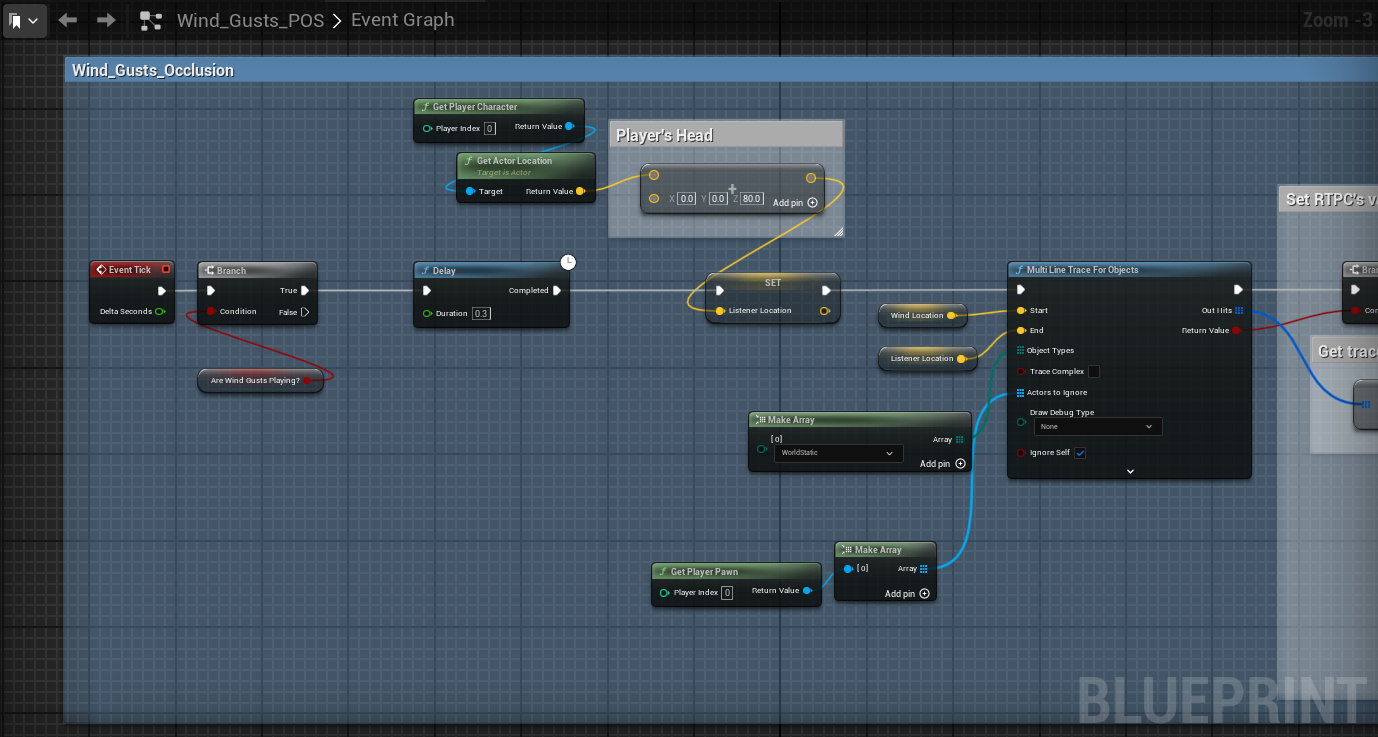 Wind_Gusts_POS > Event Graph
Zoom -3
Wind_Gusts_Occlusion
Get Player Character
Player Index 0
Return Value
Get Actor Location
Target is Actor
Target
Return Value
Player's Head
X 0.0 Y 0.0 Z 80.0
Add pin
Set RTPC's v
Event Tick
Delta Seconds
Branch
True
Condition
False
Are Wind Gusts Playing?
Delay
Completed
Duration 0.3
SET
Listener Location
Wind Location
Listener Location
Multi Line Trace For Objects
Start
Out Hits
End
Return Value
Object Types
Trace Complex
Actors to Ignore
Draw Debug Type
None
Ignore Self
Bran
Con
Get trac
Make Array
[0]
Array
WorldStatic
Add pin
Make Array
[0]
Array
Add pin
Get Player Pawn
Player Index 0
Return Value
BLUEPRINT